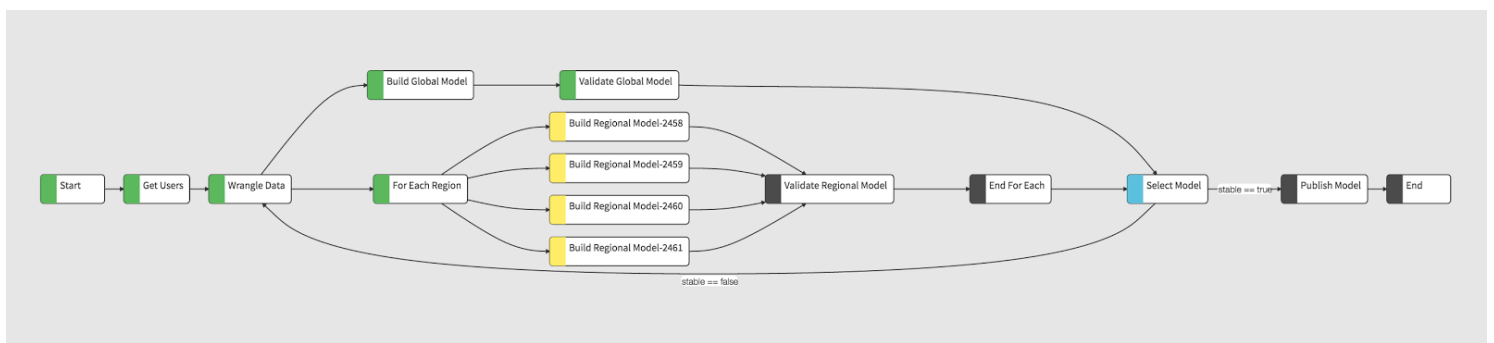 Build Global Model
Validate Global Model
Build Regional Model-2458
Build Regional Model-2459
Start
Get Users
Wrangle Data
For Each Region
Validate Regional Model
End For Each
Select Model
stable == true
Publish Model
End
Build Regional Model-2460
Build Regional Model-2461
stable == false